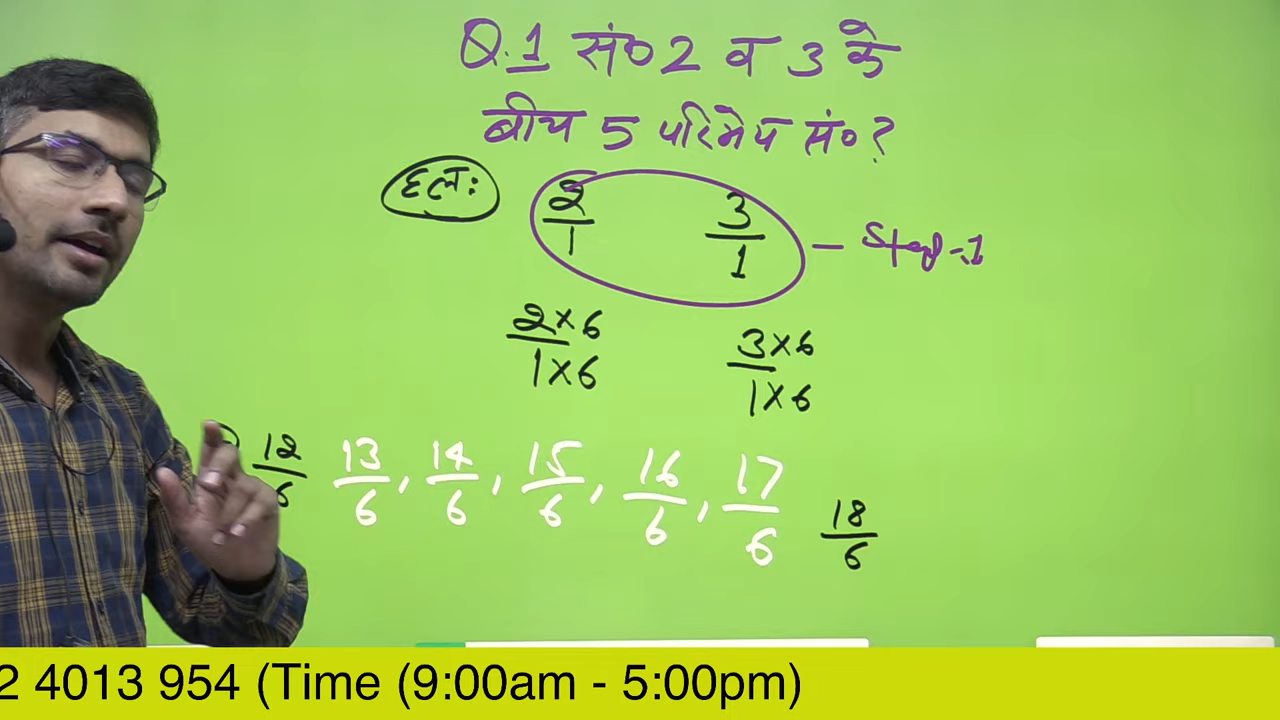 Q.1 सं० 2 व 3 के
बीच 5 परिमेय सं० ?
हल:
2/1 3/1 – Step-1
2×6/1×6 3×6/1×6
12/6 13/6, 14/6, 15/6, 16/6, 17/6 18/6
2 4013 954 (Time (9:00am - 5:00pm)